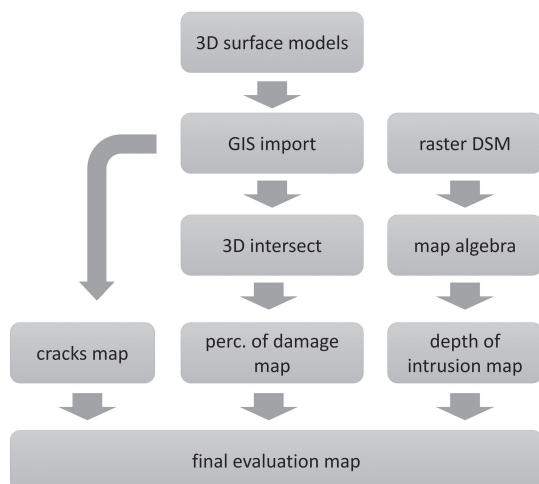 3D surface models
GIS import
raster DSM
3D intersect
map algebra
cracks map
perc. of damage
map
depth of
intrusion map
final evaluation map